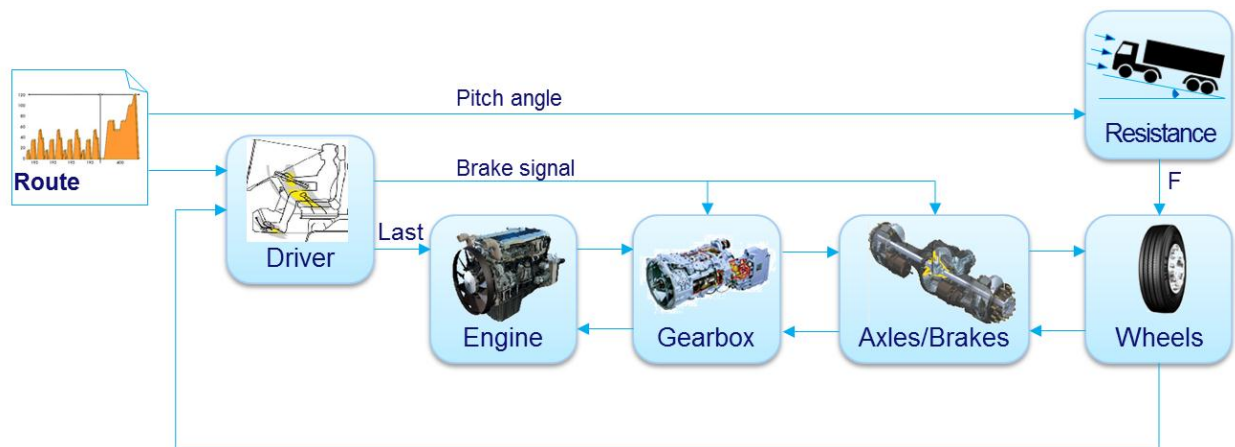 Pitch angle
Resistance
Route
Brake signal
F
Last
Driver
Engine
Gearbox
Axles/Brakes
Wheels